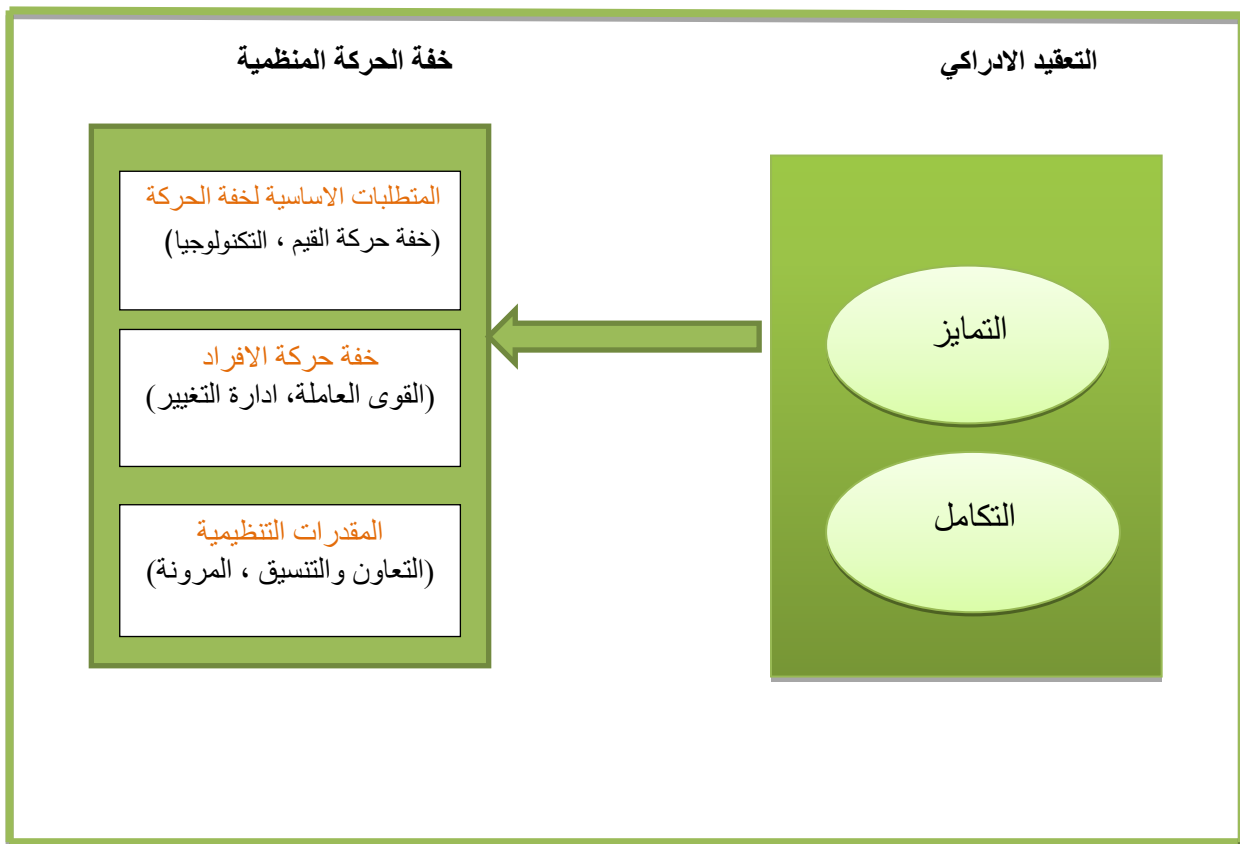 التعقيد الادراكي
خفة الحركة المنظمية
التمايز
التكامل
المتطلبات الاساسية لخفة الحركة
(خفة حركة القيم ، التكنولوجيا)
خفة حركة الافراد
(القوى العاملة، ادارة التغيير)
المقدرات التنظيمية
(التعاون والتنسيق ، المرونة)